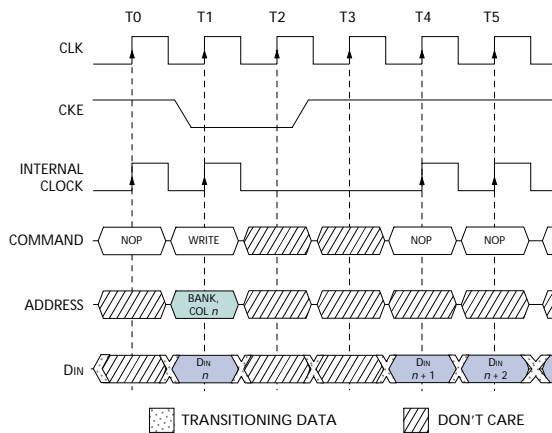 T0 T1 T2 T3 T4 T5
CLK
CKE
INTERNAL
CLOCK
COMMAND NOP WRITE NOP NOP
ADDRESS BANK,
COL n
DIN DIN DIN DIN
n n + 1 n + 2
TRANSITIONING DATA DON'T CARE